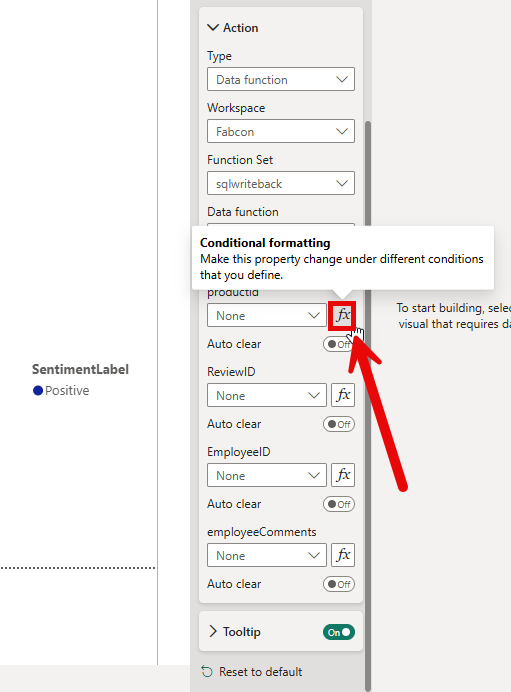 Action
Type
Data function
Workspace
Fabcon
Function Set
sqlwriteback
Data function
Conditional formatting
Make this property change under different conditions
that you define.
productId
None
fx
Auto clear
Off
ReviewID
None
fx
Auto clear
Off
EmployeeID
None
fx
Auto clear
Off
employeeComments
None
fx
Auto clear
Off
Tooltip
On
Reset to default
SentimentLabel
Positive
To start building, selec
visual that requires da